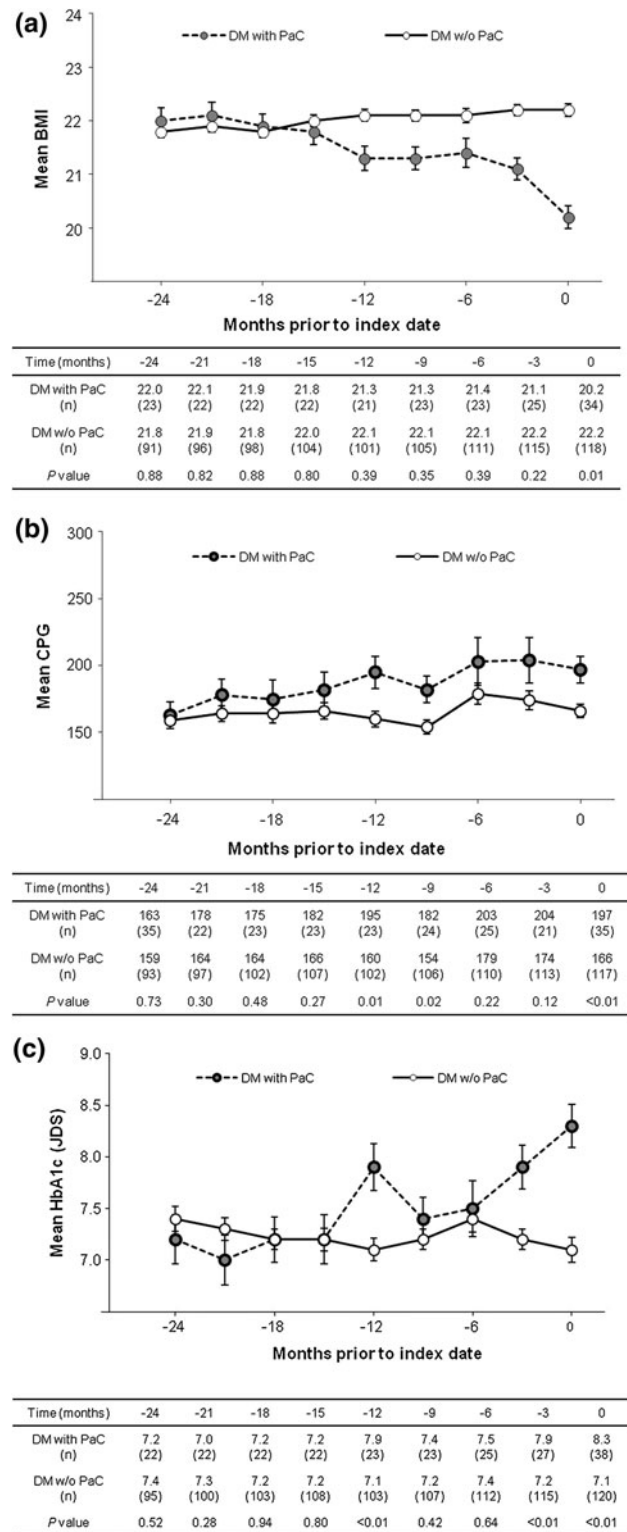 (a)
DM with PaC DM w/o PaC
24
23
22
21
20
Mean BMI
-24 -18 -12 -6 0
Months prior to index date
Time (months) -24 -21 -18 -15 -12 -9 -6 -3 0
DM with PaC 22.0 22.1 21.9 21.8 21.3 21.3 21.4 21.1 20.2
(n) (23) (22) (22) (22) (21) (23) (23) (25) (34)
DM w/o PaC 21.8 21.9 21.8 22.0 22.1 22.1 22.1 22.2 22.2
(n) (91) (96) (98) (104) (101) (105) (111) (115) (118)
P value 0.88 0.82 0.88 0.80 0.39 0.35 0.39 0.22 0.01
(b)
DM with PaC DM w/o PaC
300
250
200
150
Mean CPG
-24 -18 -12 -6 0
Months prior to index date
Time (months) -24 -21 -18 -15 -12 -9 -6 -3 0
DM with PaC 163 178 175 182 195 182 203 204 197
(n) (35) (22) (23) (23) (23) (24) (25) (21) (35)
DM w/o PaC 159 164 164 166 160 154 179 174 166
(n) (93) (97) (102) (107) (102) (106) (110) (113) (117)
P value 0.73 0.30 0.48 0.27 0.01 0.02 0.22 0.12 <0.01
(c)
DM with PaC DM w/o PaC
9.0
8.5
8.0
7.5
7.0
Mean HbA1c (JDS)
-24 -18 -12 -6 0
Months prior to index date
Time (months) -24 -21 -18 -15 -12 -9 -6 -3 0
DM with PaC 7.2 7.0 7.2 7.2 7.9 7.4 7.5 7.9 8.3
(n) (22) (22) (22) (22) (23) (23) (25) (27) (38)
DM w/o PaC 7.4 7.3 7.2 7.2 7.1 7.2 7.4 7.2 7.1
(n) (95) (100) (103) (108) (103) (107) (112) (115) (120)
P value 0.52 0.28 0.94 0.80 <0.01 0.42 0.64 <0.01 <0.01